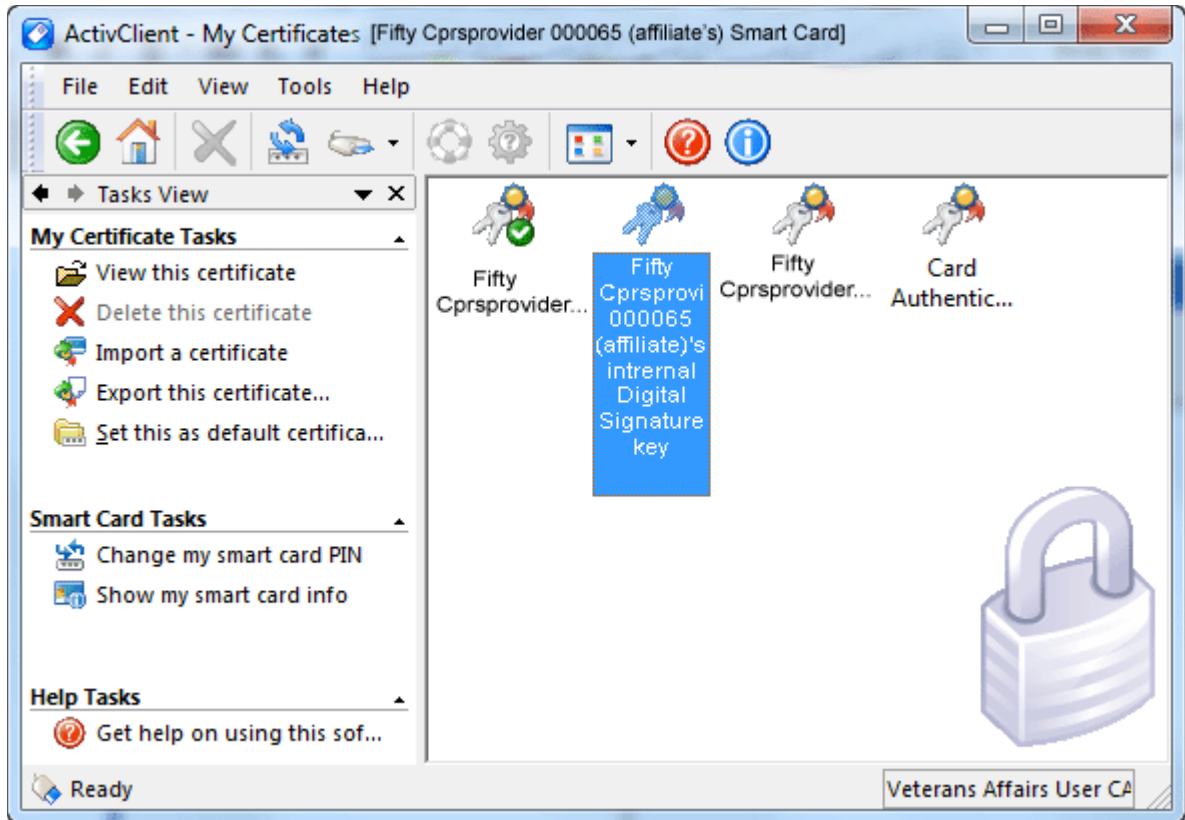 ActivClient - My Certificates [Fifty Cprsprovider 000065 (affiliate's) Smart Card]
File Edit View Tools Help
Tasks View
My Certificate Tasks
View this certificate
Delete this certificate
Import a certificate
Export this certificate...
Set this as default certifica...
Smart Card Tasks
Change my smart card PIN
Show my smart card info
Help Tasks
Get help on using this sof...
Fifty
Cprsprovider...
Fifty
Cprsprovi
000065
(affiliate)'s
intrernal
Digital
Signature
key
Fifty
Cprsprovider...
Card
Authentic...
Ready
Veterans Affairs User CA